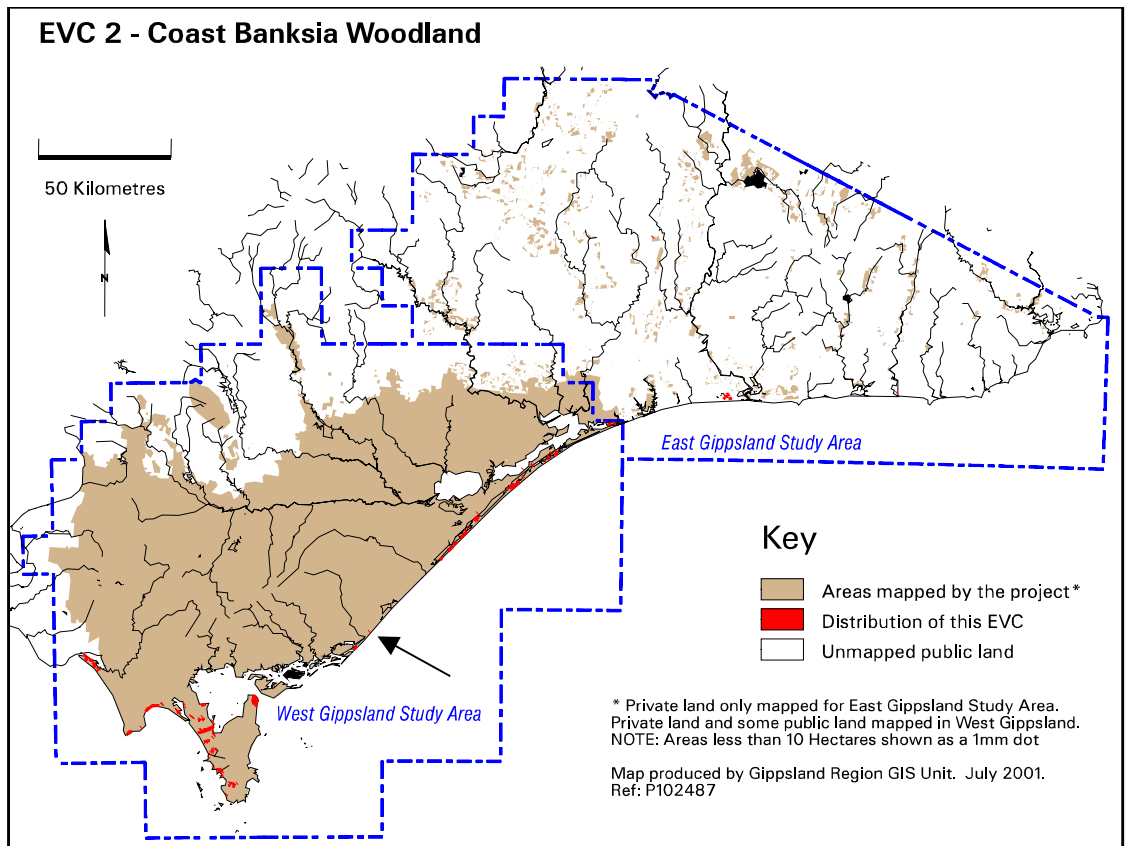 EVC 2 - Coast Banksia Woodland
50 Kilometres
N
East Gippsland Study Area
West Gippsland Study Area
Key
Areas mapped by the project*
Distribution of this EVC
Unmapped public land
* Private land only mapped for East Gippsland Study Area.
Private land and some public land mapped in West Gippsland.
NOTE: Areas less than 10 Hectares shown as a 1mm dot
Map produced by Gippsland Region GIS Unit. July 2001.
Ref: P102487